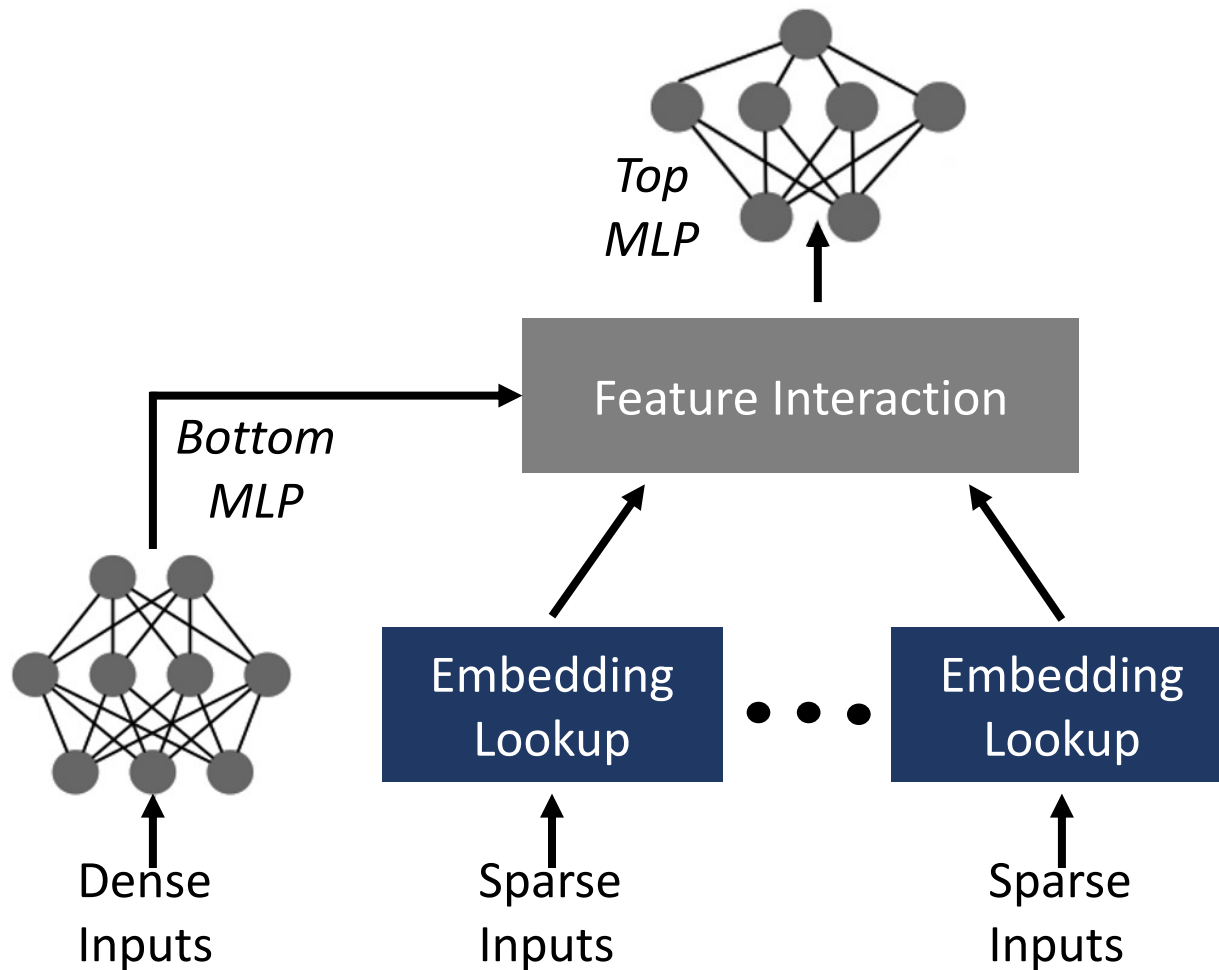 Top
MLP
Feature Interaction
Bottom
MLP
Embedding
Lookup
Embedding
Lookup
Dense
Inputs
Sparse
Inputs
Sparse
Inputs